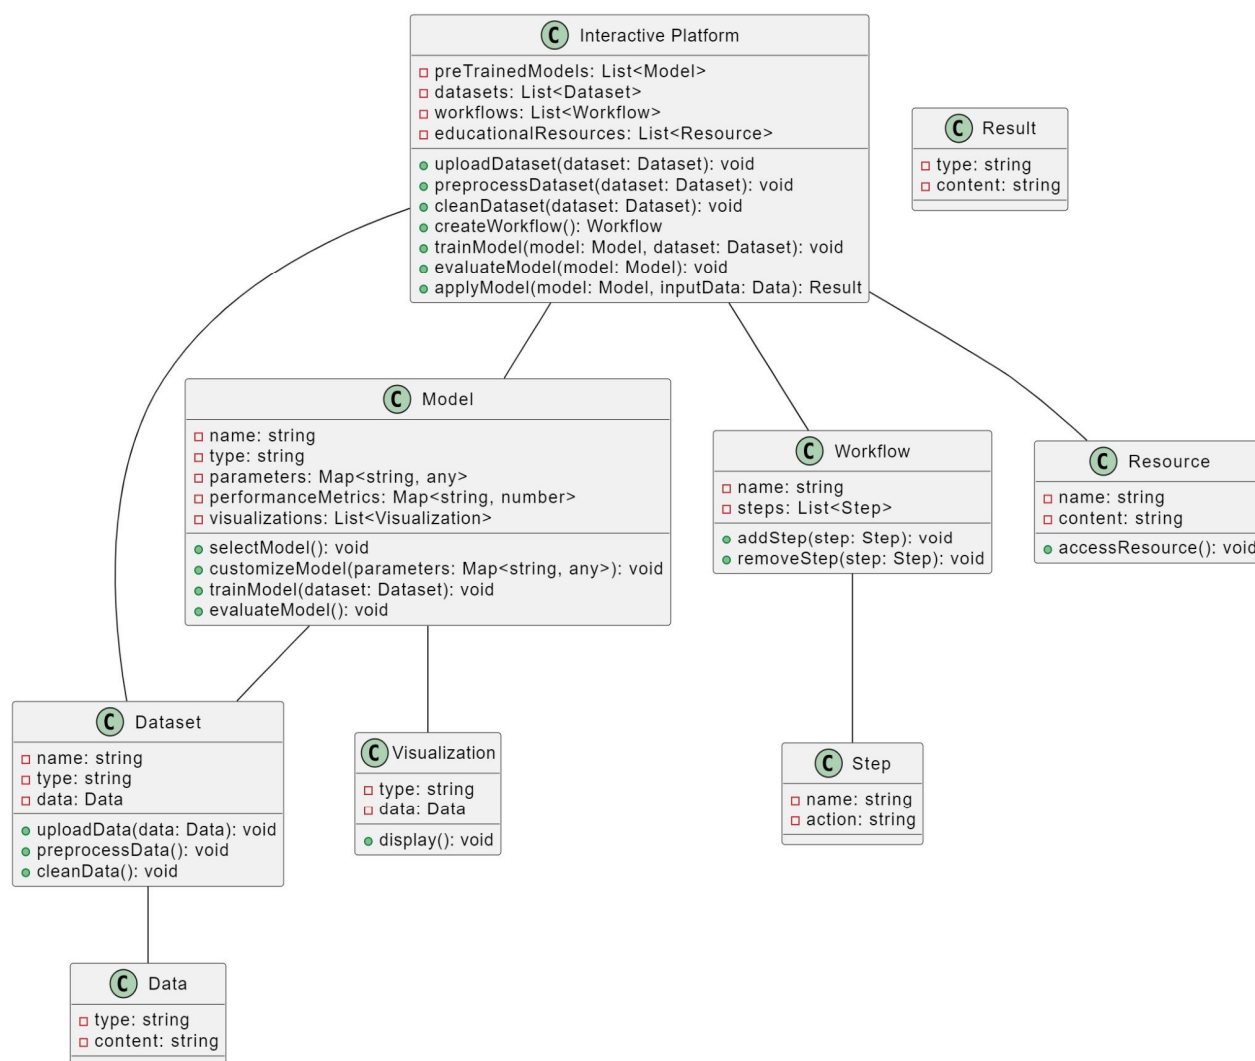 C Interactive Platform
preTrainedModels: List<Model>
datasets: List<Dataset>
workflows: List<Workflow>
educationalResources: List<Resource>
uploadDataset(dataset: Dataset): void
preprocessDataset(dataset: Dataset): void
cleanDataset(dataset: Dataset): void
createWorkflow(): Workflow
trainModel(model: Model, dataset: Dataset): void
evaluateModel(model: Model): void
applyModel(model: Model, inputData: Data): Result
C Result
type: string
content: string
C Model
name: string
type: string
parameters: Map<string, any>
performanceMetrics: Map<string, number>
visualizations: List<Visualization>
selectModel(): void
customizeModel(parameters: Map<string, any>): void
trainModel(dataset: Dataset): void
evaluateModel(): void
C Workflow
name: string
steps: List<Step>
addStep(step: Step): void
removeStep(step: Step): void
C Resource
name: string
content: string
accessResource(): void
C Dataset
name: string
type: string
data: Data
uploadData(data: Data): void
preprocessData(): void
cleanData(): void
C Visualization
type: string
data: Data
display(): void
C Step
name: string
action: string
C Data
type: string
content: string